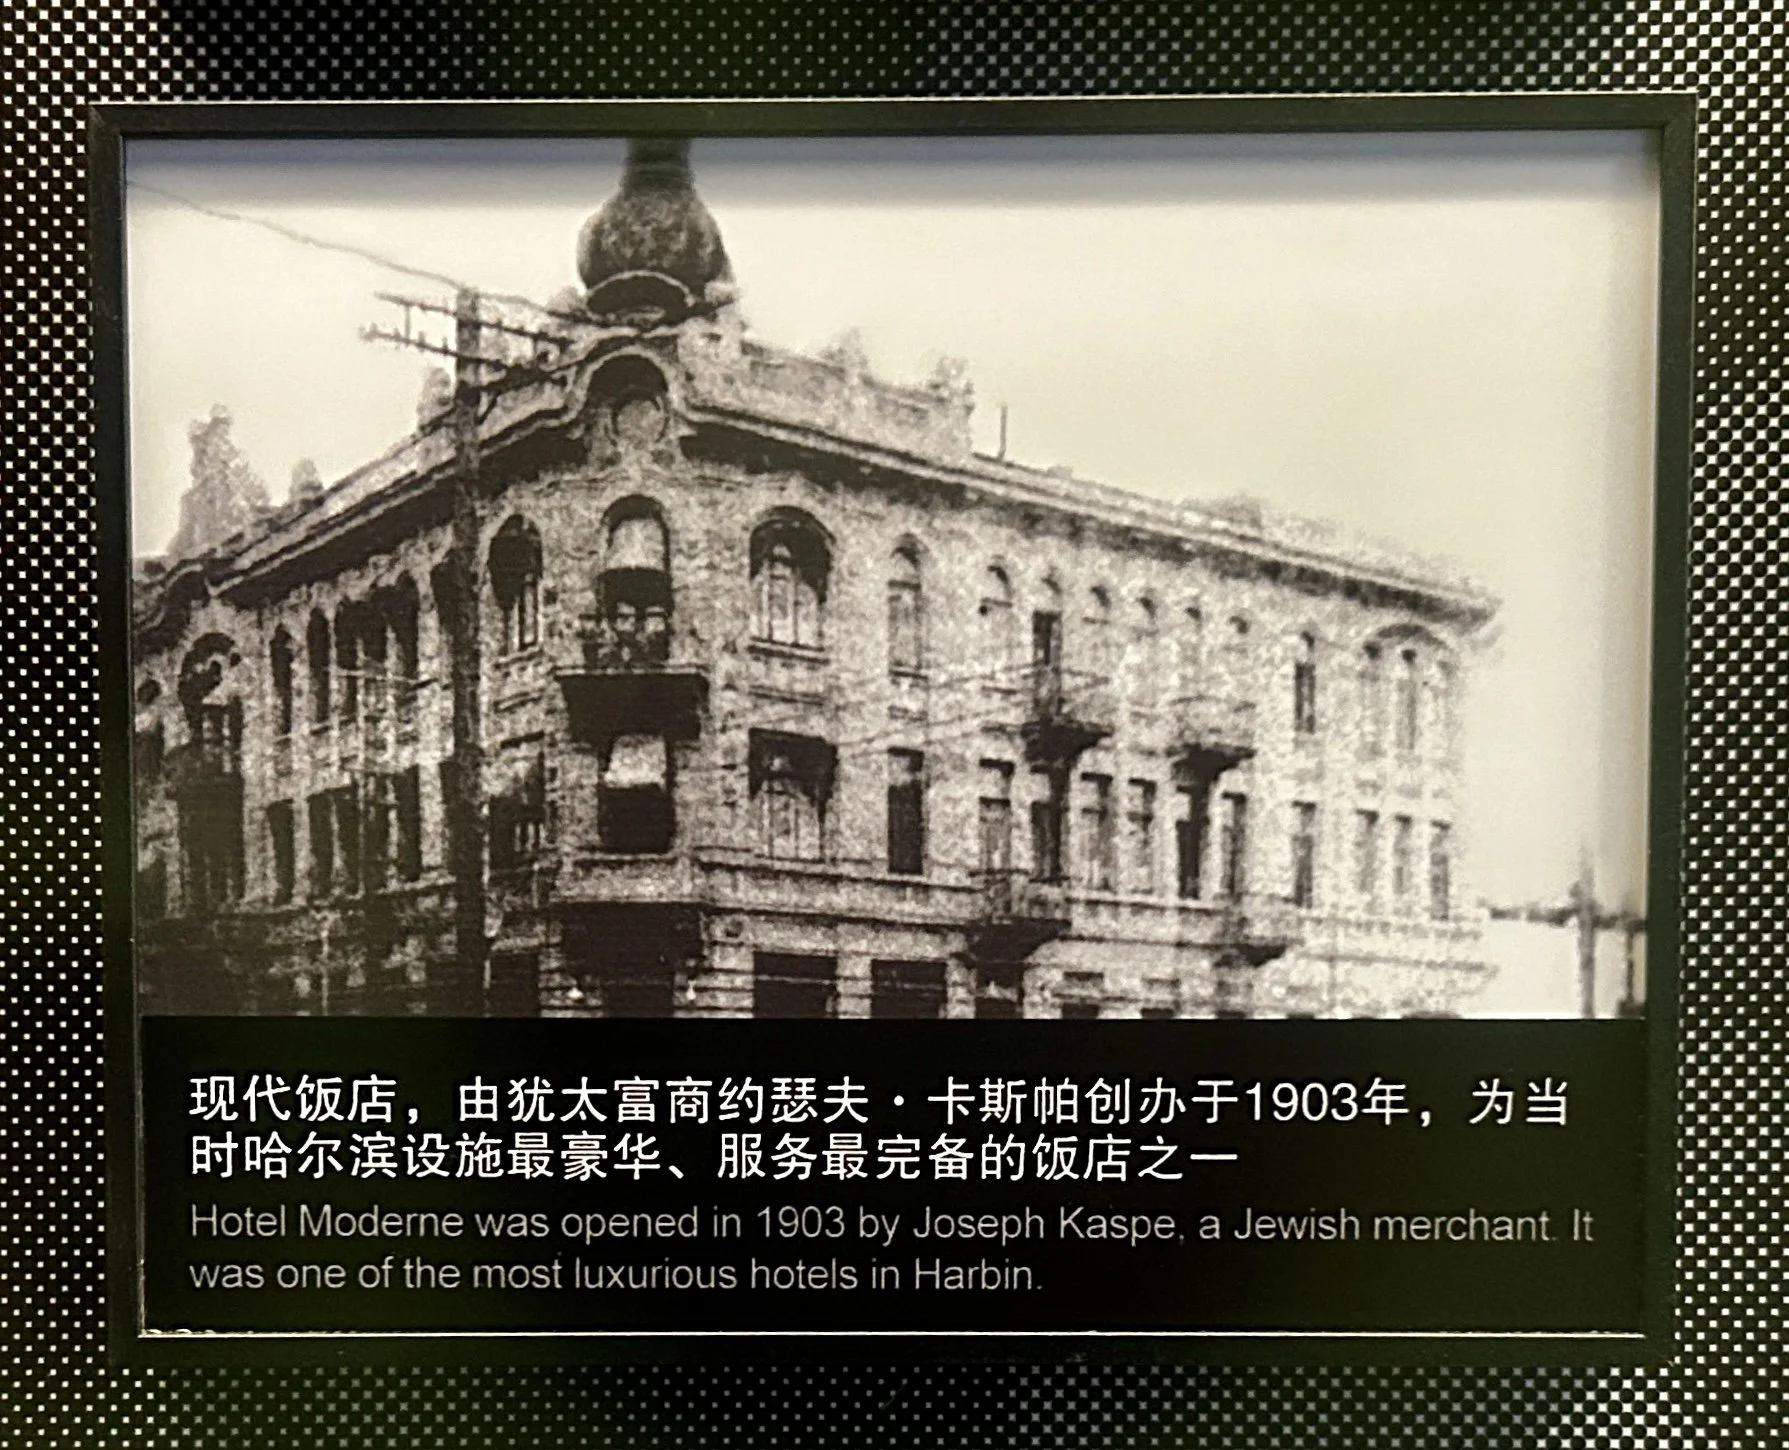 现代饭店，由犹太富商约瑟夫·卡斯帕创办于1903年，为当
时哈尔滨设施最豪华、服务最完备的饭店之一
Hotel Moderne was opened in 1903 by Joseph Kaspe, a Jewish merchant. It
was one of the most luxurious hotels in Harbin.